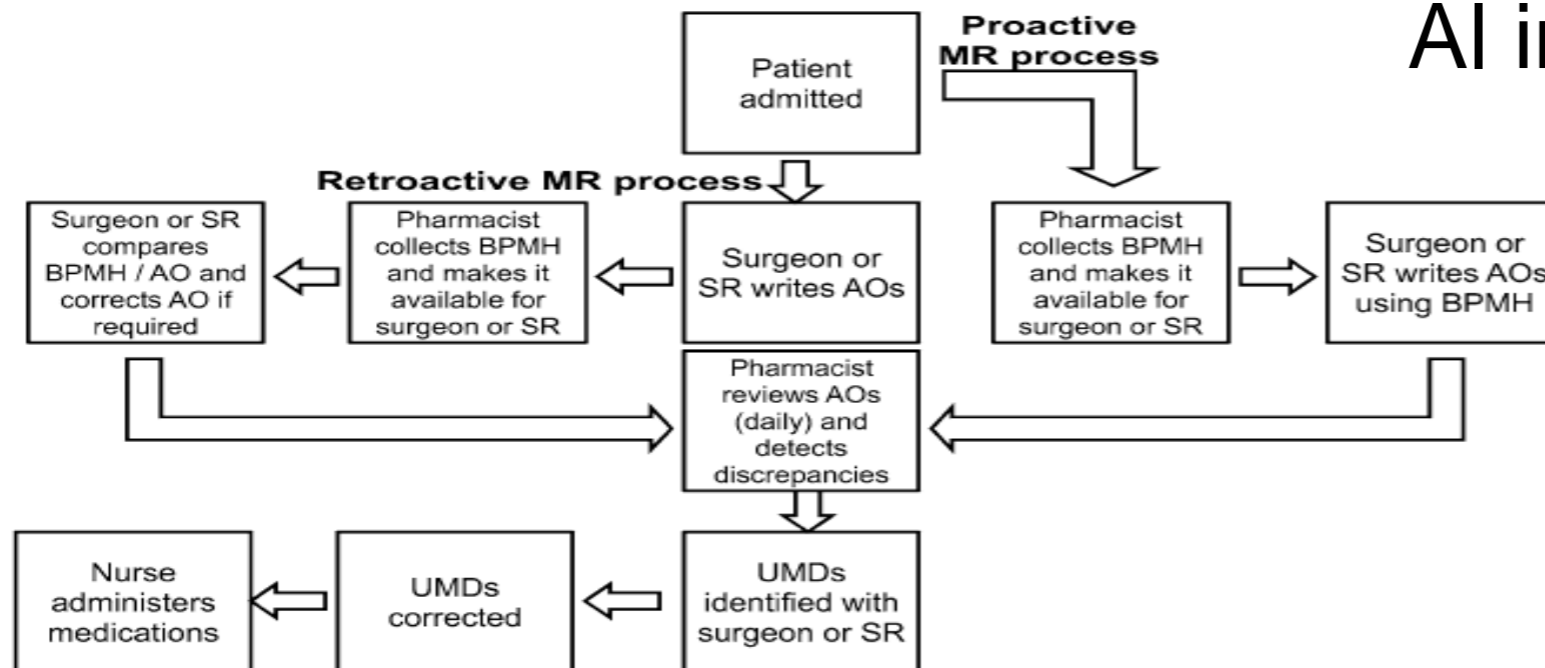 AI
Proactive
MR process
Patient
admitted
Retroactive MR process
Surgeon or SR
compares
BPMH / AO and
corrects AO if
required
Pharmacist
collects BPMH
and makes it
available for
surgeon or SR
Surgeon or
SR writes AOs
Pharmacist
collects BPMH
and makes it
available for
surgeon or SR
Surgeon or
SR writes AOs
using BPMH
Pharmacist
reviews AOs
(daily) and
detects
discrepancies
Nurse
administers
medications
UMDs
corrected
UMDs
identified with
surgeon or SR